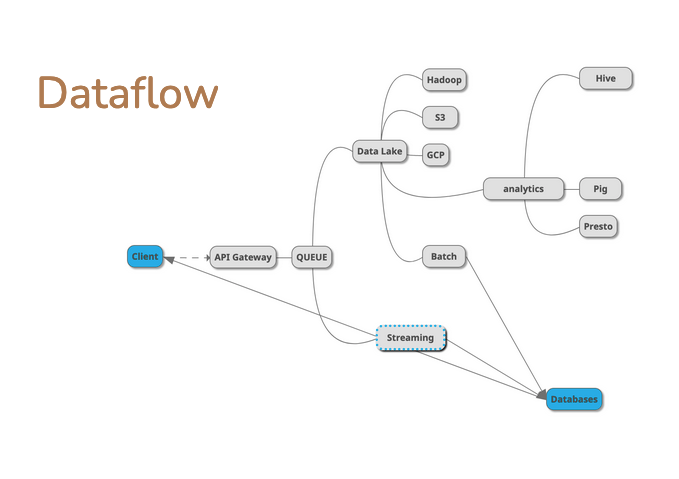 Dataflow
Hadoop
Hive
S3
Data Lake
GCP
analytics
Pig
Presto
Client
API Gateway
QUEUE
Batch
Streaming
Databases